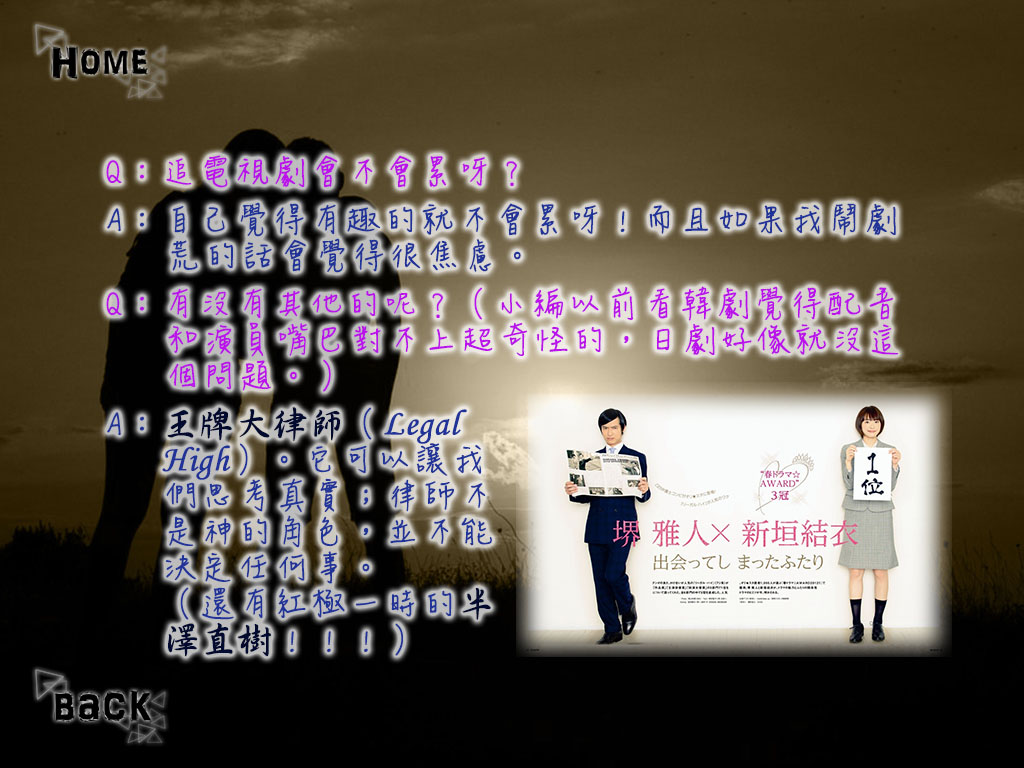 HOME
Q：追電視劇會不會累呀？
A：自己覺得有趣的就不會累呀！而且如果我鬧劇
荒的話會覺得很焦慮。
Q：有沒有其他的呢？（小編以前看韓劇覺得配音
和演員嘴巴對不上超奇怪的，日劇好像就沒這
個問題。）
A：王牌大律師（Legal
High）。它可以讓我
們思考真實；律師不
是神的角色，並不能
決定任何事。
（還有紅極一時的半
澤直樹！！！）
1位
"春ドラマ☆
AWARD"
3冠
堺 雅人× 新垣結衣
出会ってしまったふたり
BACK